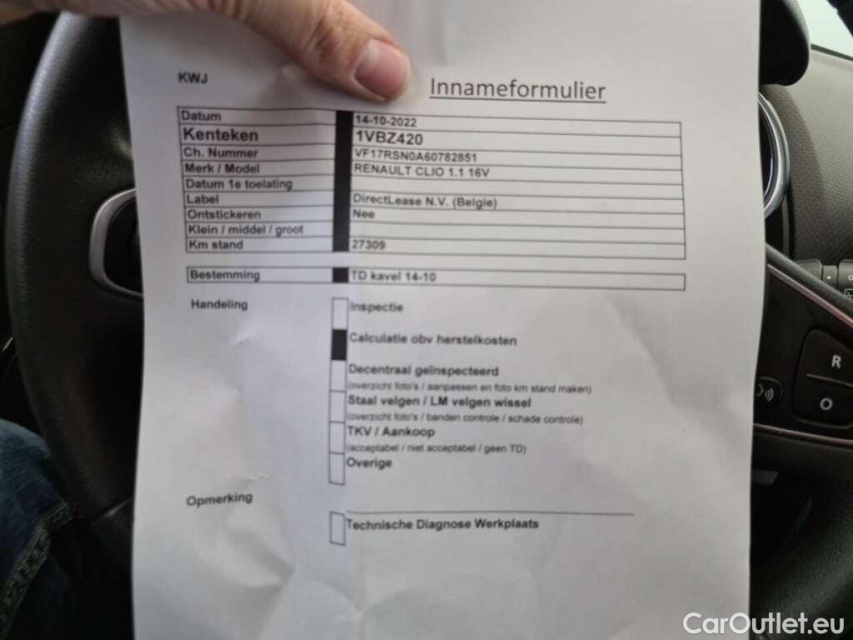 KWJ
Innameformulier
Datum 14-10-2022
Kenteken 1VBZ420
Ch. Nummer VF17RSN0A60782851
Merk / Model RENAULT CLIO 1.1 16V
Datum 1e toelating
Label DirectLease N.V. (Belgie)
Ontstickeren Nee
Klein / middel / groot
Km stand 27309
Bestemming TD kavel 14-10
Handeling Inspectie
Calculatie obv herstelkosten
Decentraal geïnspecteerd
(overzicht foto's / aanpassen en foto km stand maken)
Staal velgen / LM velgen wissel
(overzicht foto's / banden controle / schade controle)
TKV / Aankoop
(acceptabel / niet acceptabel / geen TD)
Overige
Opmerking
Technische Diagnose Werkplaats
R
O
CarOutlet.eu